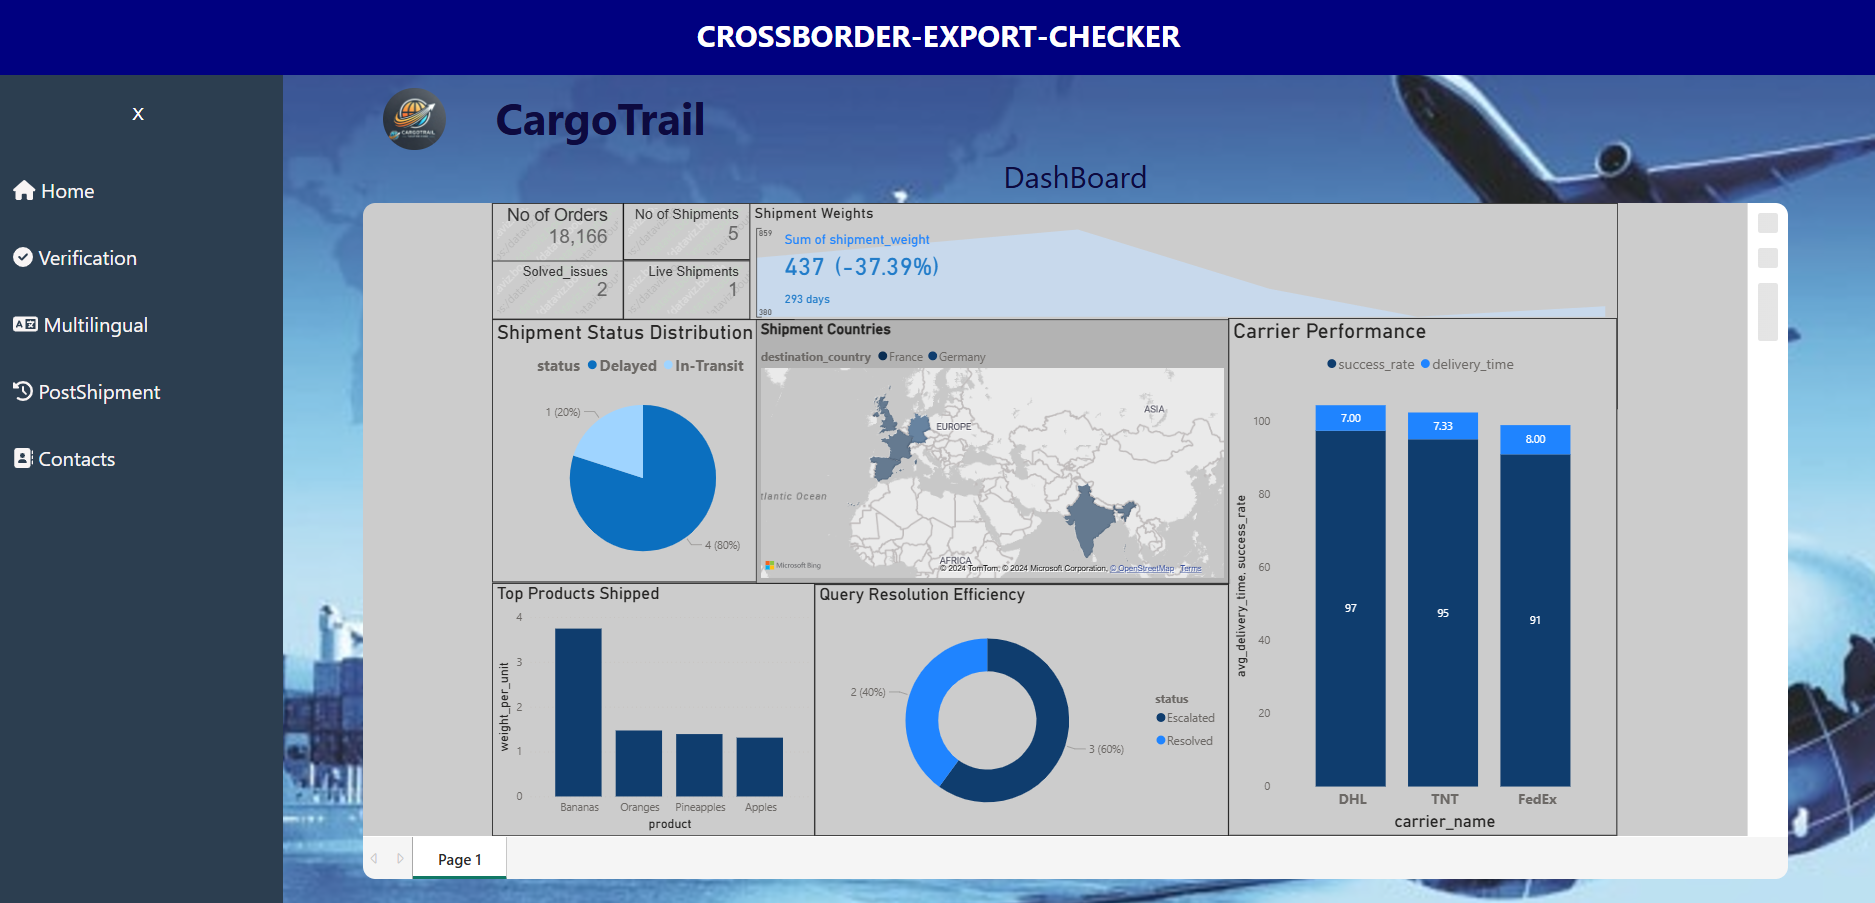 CROSSBORDER-EXPORT-CHECKER
X
Home
Verification
Multilingual
PostShipment
Contacts
CARGOTRAIL
CargoTrail
DashBoard
No of Orders
18,166
No of Shipments
5
Solved_issues
2
Live Shipments
1
Shipment Weights
859
Sum of shipment_weight
437 (-37.39%)
293 days
380
Shipment Status Distribution
status Delayed In-Transit
1 (20%)
4 (80%)
Shipment Countries
destination_country France Germany
ASIA
EUROPE
tlantic Ocean
AFRICA
Microsoft Bing
© 2024 TomTom, © 2024 Microsoft Corporation, © OpenStreetMap Terms
Carrier Performance
success_rate delivery_time
avg_delivery_time, success_rate
100
80
60
40
20
0
7.00
7.33
8.00
97
95
91
DHL TNT FedEx
carrier_name
Top Products Shipped
weight_per_unit
4
3
2
1
0
Bananas Oranges Pineapples Apples
product
Query Resolution Efficiency
2 (40%)
3 (60%)
status
Escalated
Resolved
Page 1